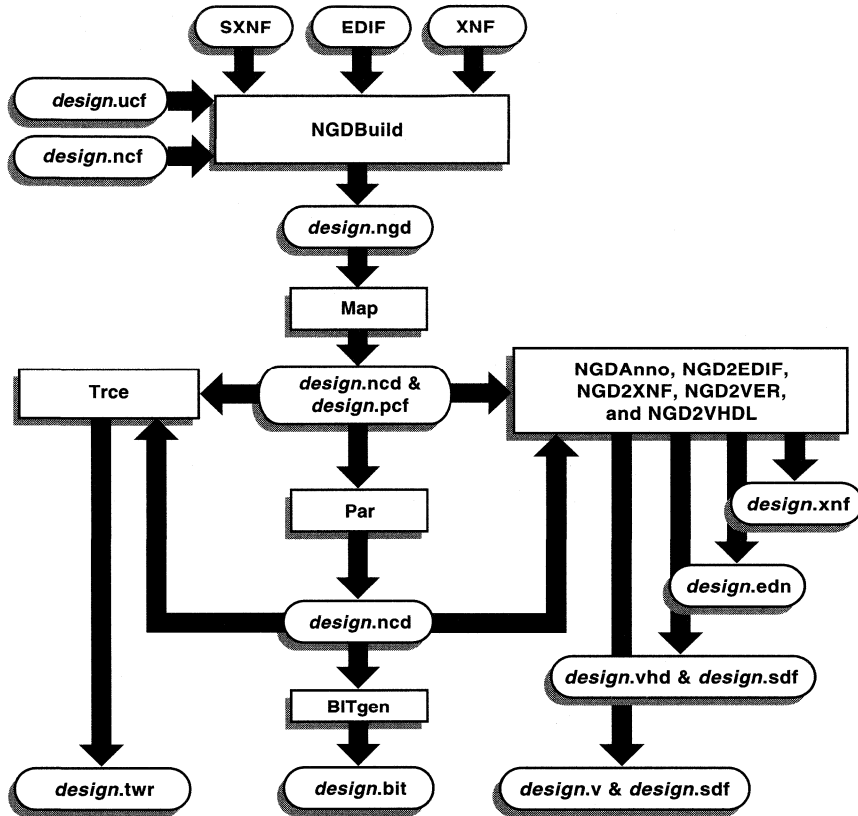 SXNF
EDIF
XNF
design.ucf
NGDBuild
design.ncf
design.ngd
Map
Trce
design.ncd &
design.pcf
NGDAnno, NGD2EDIF,
NGD2XNF, NGD2VER,
and NGD2VHDL
Par
design.xnf
design.edn
design.ncd
design.vhd & design.sdf
BITgen
design.twr
design.bit
design.v & design.sdf